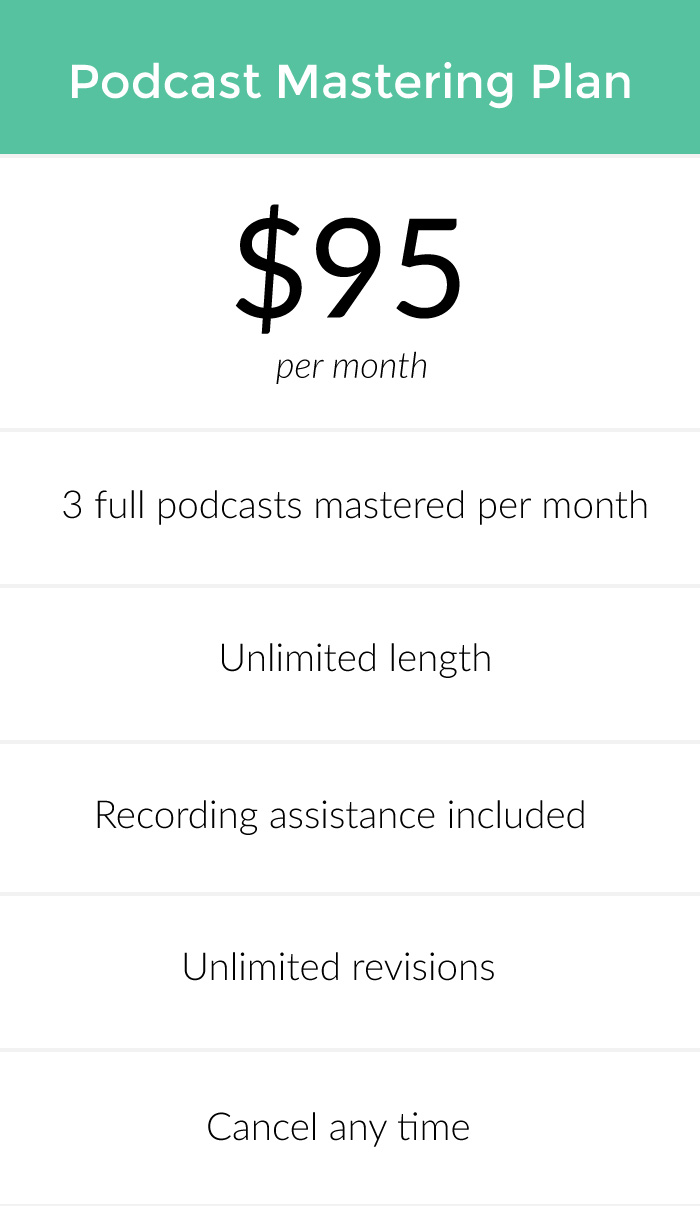 Podcast Mastering Plan
$95
per month
3 full podcasts mastered per month
Unlimited length
Recording assistance included
Unlimited revisions
Cancel any time